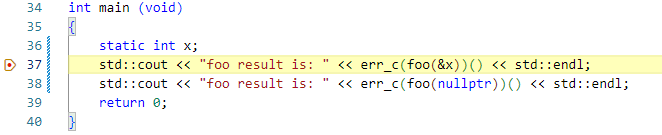 34 int main (void)
35 {
36 static int x;
37 std::cout << "foo result is: " << err_c(foo(&x))() << std::endl;
38 std::cout << "foo result is: " << err_c(foo(nullptr))() << std::endl;
39 return 0;
40 }